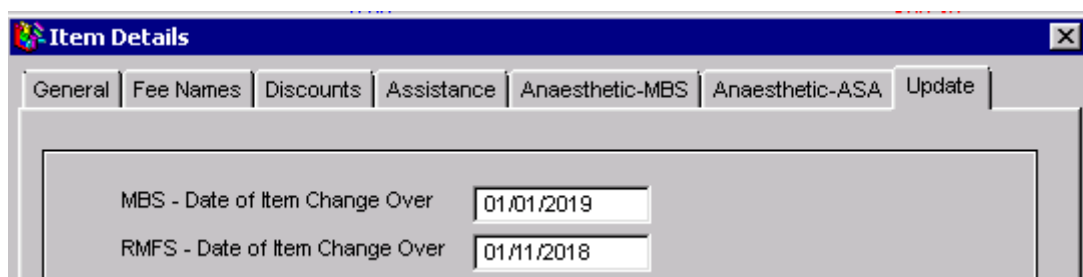 Item Details
General Fee Names Discounts Assistance Anaesthetic-MBS Anaesthetic-ASA Update
MBS - Date of Item Change Over 01/01/2019
RMFS - Date of Item Change Over 01/11/2018